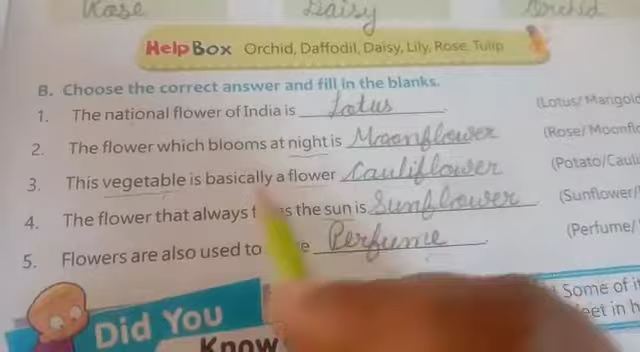 Rose Daisy Orchid
Help Box Orchid, Daffodil, Daisy, Lily, Rose, Tulip
B. Choose the correct answer and fill in the blanks.
1. The national flower of India is Lotus. (Lotus/ Marigold
2. The flower which blooms at night is Moonflower (Rose/ Moonflo
3. This vegetable is basically a flower Cauliflower (Potato/Caul
4. The flower that always the sun is Sunflower. (Sunflower/
5. Flowers are also used to Perfume. (Perfume/
Did You Know
Some of it
eet in h